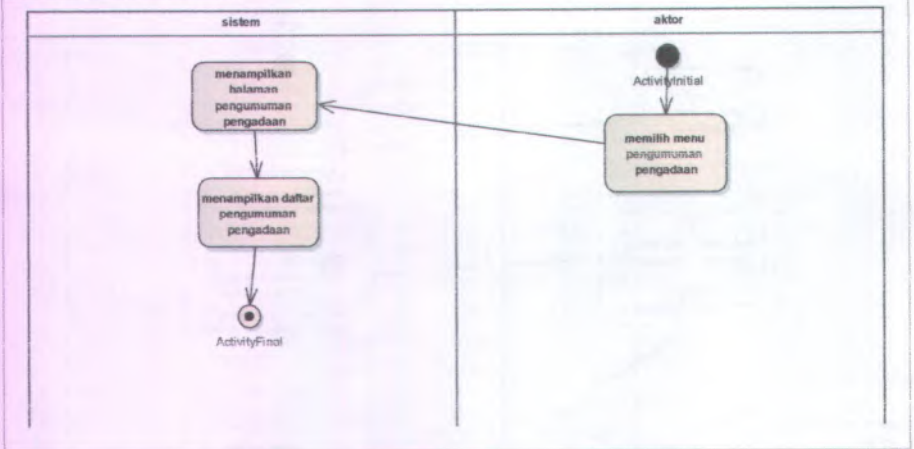 sistem
aktor
ActivityInitial
memilih menu
pengumuman
pengadaan
menampilkan
halaman
pengumuman
pengadaan
menampilkan daftar
pengumuman
pengadaan
ActivityFinal